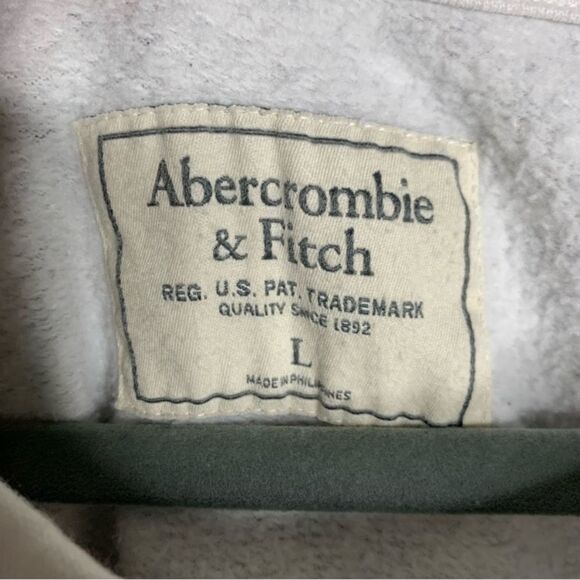 Abercrombie
& Fitch
REG. U.S. PAT. TRADEMARK
QUALITY SINCE 1892
L
MADE IN PHILIPPINES